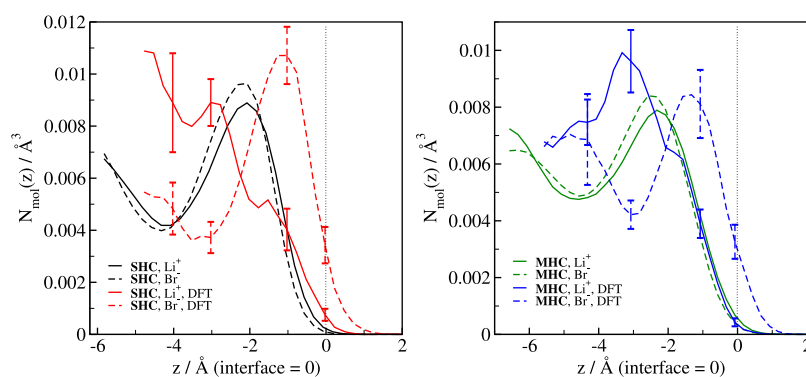 0.012
0.01
0.008
0.006
0.004
0.002
0
N_mol(z) / Å^3
SHC, Li^+
SHC, Br^-
SHC, Li^+, DFT
SHC, Br^-, DFT
-6 -4 -2 0 2
z / Å (interface = 0)
0.01
0.008
0.006
0.004
0.002
0
N_mol(z) / Å^3
MHC, Li^+
MHC, Br^-
MHC, Li^+, DFT
MHC, Br^-, DFT
-6 -4 -2 0 2
z / Å (interface = 0)